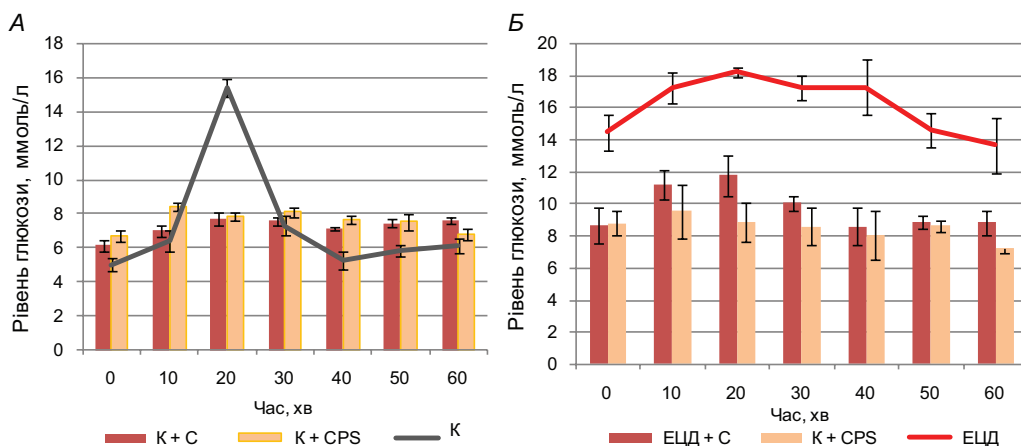 А
Рівень глюкози, ммоль/л
18
16
14
12
10
8
6
4
2
0
0 10 20 30 40 50 60
Час, хв
К + С К + CPS К
Б
Рівень глюкози, ммоль/л
20
18
16
14
12
10
8
6
4
2
0
0 10 20 30 40 50 60
Час, хв
ЕЦД + С К + CPS ЕЦД